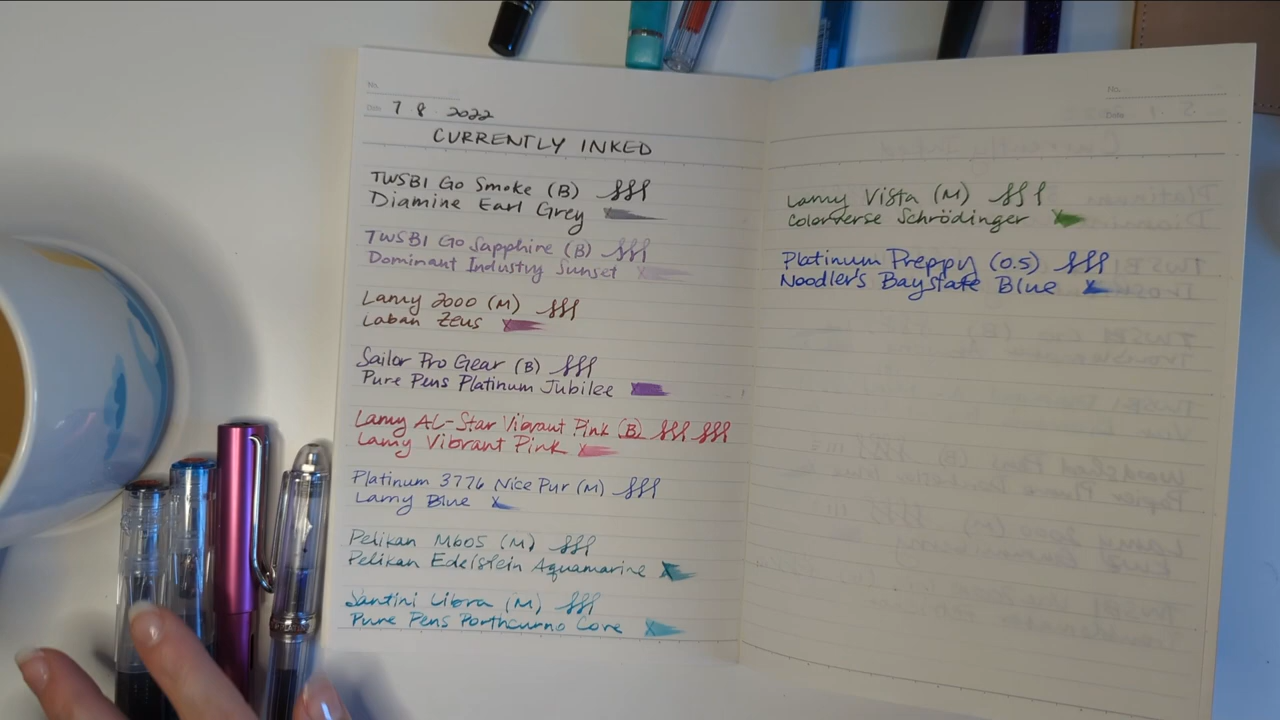 No.
Date 7 8 2022
CURRENTLY INKED
TWSBI Go Smoke (B)
Diamine Earl Grey
TWSBI Go Sapphire (B)
Dominant Industry Sunset
Lamy 2000 (M)
Laban Zeus
Sailor Pro Gear (B)
Pure Pens Platinum Jubilee
Lamy AL-Star Vibrant Pink (B)
Lamy Vibrant Pink
Platinum 3776 Nice Pur (M)
Lamy Blue
Pelikan M605 (M)
Pelikan Edelstein Aquamarine
Santini Libra (M)
Pure Pens Porthcurno Cove
No.
Date
Lamy Vista (M)
Colorverse Schrödinger
Platinum Preppy (0.5)
Noodler's Baystate Blue